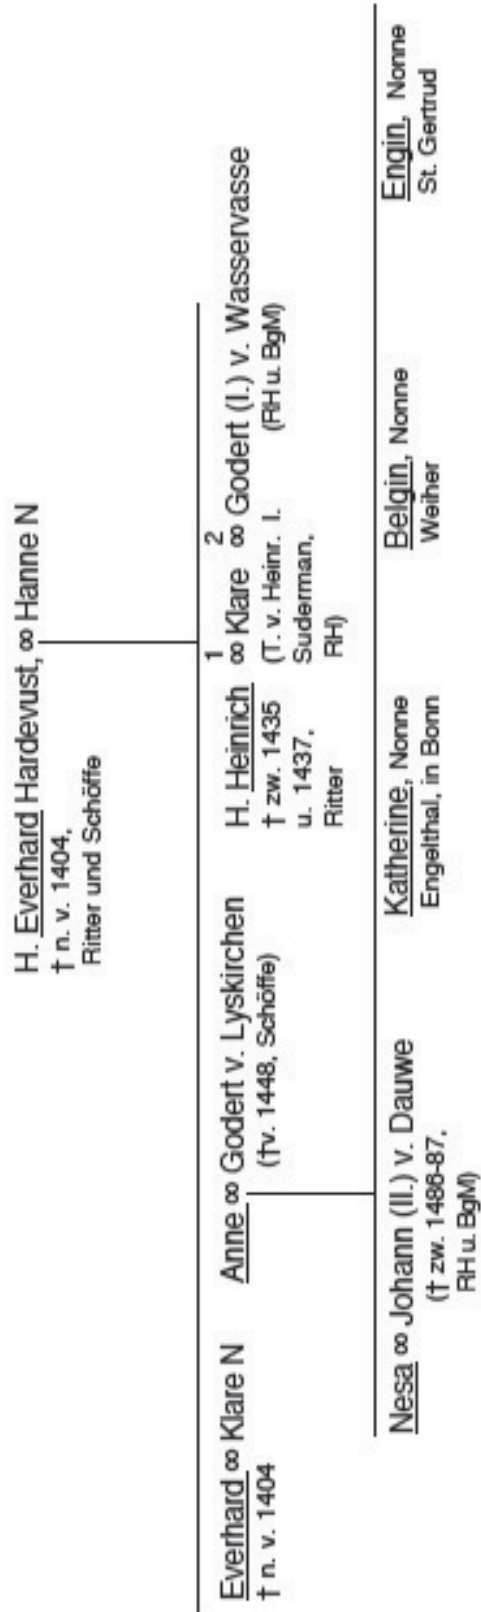 H. Everhard Hardevust, ∞ Hanne N
† n. v. 1404,
Ritter und Schöffe
Everhard ∞ Klare N
† n. v. 1404
Anne ∞ Godert v. Lyskirchen
(†v. 1448, Schöffe)
H. Heinrich
† zw. 1435
u. 1437,
Ritter
1
∞ Klare
(T. v. Heinr. I.
Suderman,
RH)
2
∞ Godert (I.) v. Wasservasse
(RH u. BgM)
Nesa ∞ Johann (II.) v. Dauwe
(† zw. 1486-87,
RH u. BgM)
Katherine, Nonne
Engelthal, in Bonn
Belgin, Nonne
Weiher
Engin, Nonne
St. Gertrud